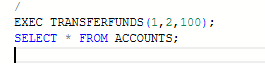 /
EXEC TRANSFERFUNDS(1,2,100);
SELECT * FROM ACCOUNTS;